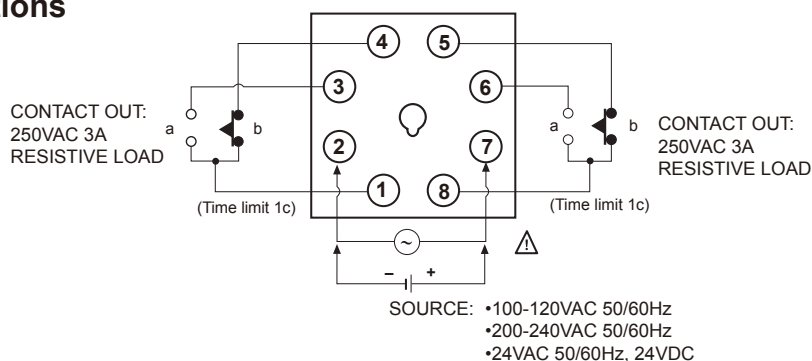 tions
4
5
3
6
CONTACT OUT:
250VAC 3A
RESISTIVE LOAD
a
b
a
b
CONTACT OUT:
250VAC 3A
RESISTIVE LOAD
2
7
1
8
(Time limit 1c)
(Time limit 1c)
~
!
– +
SOURCE: •100-120VAC 50/60Hz
•200-240VAC 50/60Hz
•24VAC 50/60Hz, 24VDC